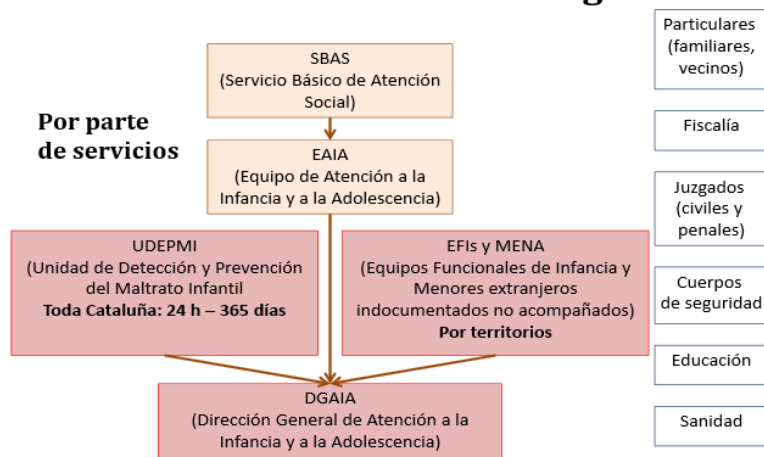 g
Por parte
de servicios
SBAS
(Servicio Básico de Atención
Social)
EAIA
(Equipo de Atención a la
Infancia y a la Adolescencia)
UDEPMI
(Unidad de Detección y Prevención
del Maltrato Infantil
Toda Cataluña: 24 h – 365 días
EFIs y MENA
(Equipos Funcionales de Infancia y
Menores extranjeros
indocumentados no acompañados)
Por territorios
DGAIA
(Dirección General de Atención a la
Infancia y a la Adolescencia)
Particulares
(familiares,
vecinos)
Fiscalía
Juzgados
(civiles y
penales)
Cuerpos
de seguridad
Educación
Sanidad